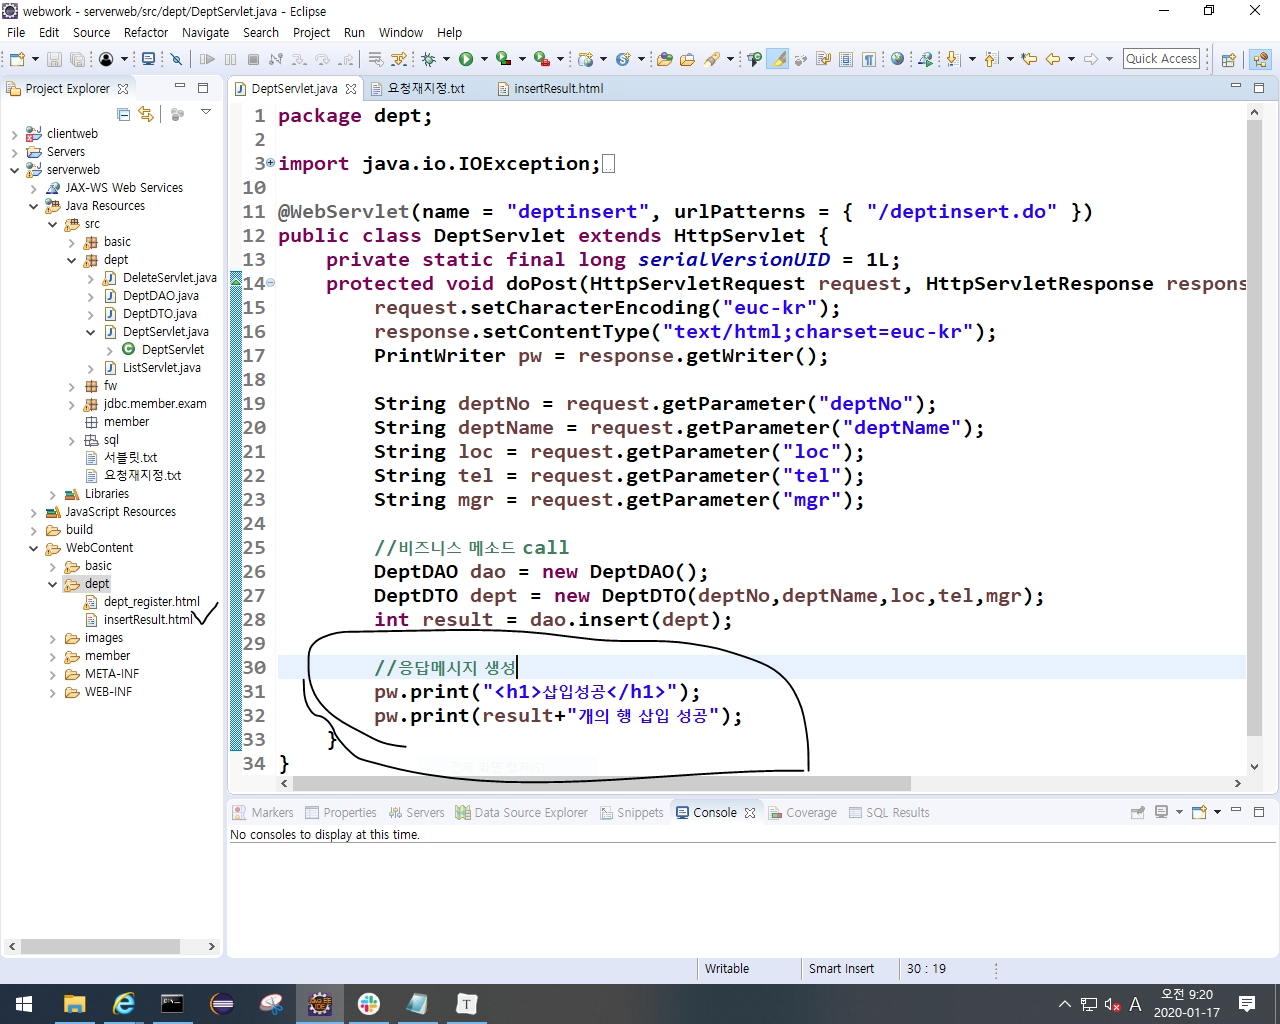 webwork - serverweb/src/dept/DeptServlet.java - Eclipse
File Edit Source Refactor Navigate Search Project Run Window Help
Quick Access
Project Explorer
DeptServlet.java 요청재지정.txt insertResult.html
clientweb
Servers
serverweb
JAX-WS Web Services
Java Resources
src
basic
dept
DeleteServlet.java
DeptDAO.java
DeptDTO.java
DeptServlet.java
DeptServlet
ListServlet.java
fw
jdbc.member.exam
member
sql
서블릿.txt
요청재지정.txt
Libraries
JavaScript Resources
build
WebContent
basic
dept
dept_register.html
insertResult.html
images
member
META-INF
WEB-INF
1 package dept;
2
3 import java.io.IOException;
10
11 @WebServlet(name = "deptinsert", urlPatterns = { "/deptinsert.do" })
12 public class DeptServlet extends HttpServlet {
13 private static final long serialVersionUID = 1L;
14 protected void doPost(HttpServletRequest request, HttpServletResponse respons
15 request.setCharacterEncoding("euc-kr");
16 response.setContentType("text/html;charset=euc-kr");
17 PrintWriter pw = response.getWriter();
18
19 String deptNo = request.getParameter("deptNo");
20 String deptName = request.getParameter("deptName");
21 String loc = request.getParameter("loc");
22 String tel = request.getParameter("tel");
23 String mgr = request.getParameter("mgr");
24
25 //비즈니스 메소드 call
26 DeptDAO dao = new DeptDAO();
27 DeptDTO dept = new DeptDTO(deptNo,deptName,loc,tel,mgr);
28 int result = dao.insert(dept);
29
30 //응답메시지 생성
31 pw.print("<h1>삽입성공</h1>");
32 pw.print(result+"개의 행 삽입 성공");
33 }
34 }
Markers Properties Servers Data Source Explorer Snippets Console Coverage SQL Results
No consoles to display at this time.
Writable Smart Insert 30 : 19
A 오전 9:20
2020-01-17